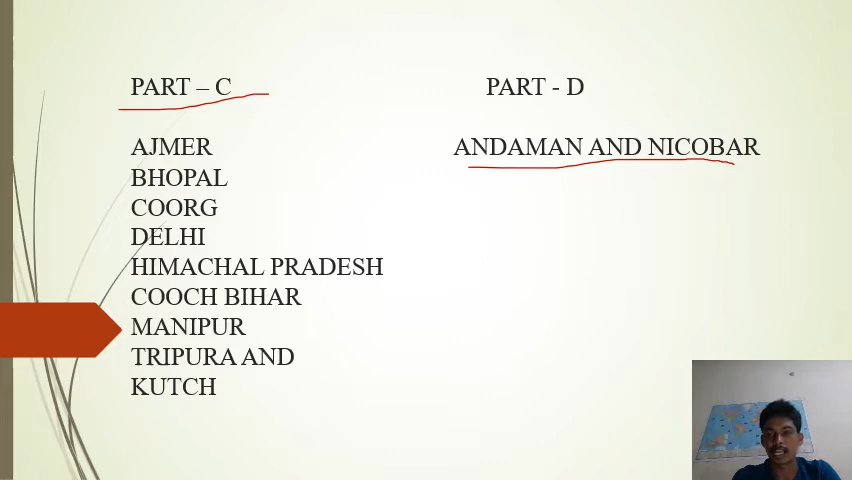 PART – C
AJMER
BHOPAL
COORG
DELHI
HIMACHAL PRADESH
COOCH BIHAR
MANIPUR
TRIPURA AND
KUTCH
PART - D
ANDAMAN AND NICOBAR